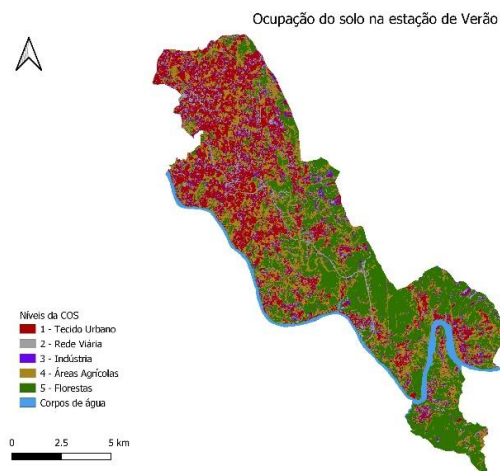 Ocupação do solo na estação de Verão
Níveis da COS
1 - Tecido Urbano
2 - Rede Viária
3 - Indústria
4 - Áreas Agrícolas
5 - Florestas
Corpos de água
0 2.5 5 km